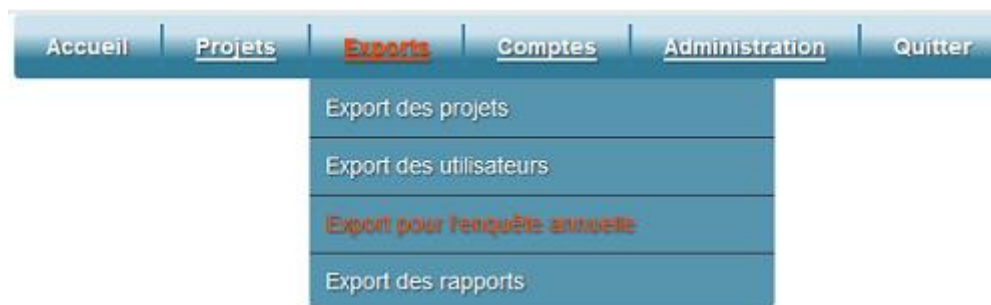 Accueil Projets Exports Comptes Administration Quitter
Export des projets
Export des utilisateurs
Export pour l'enquête annuelle
Export des rapports